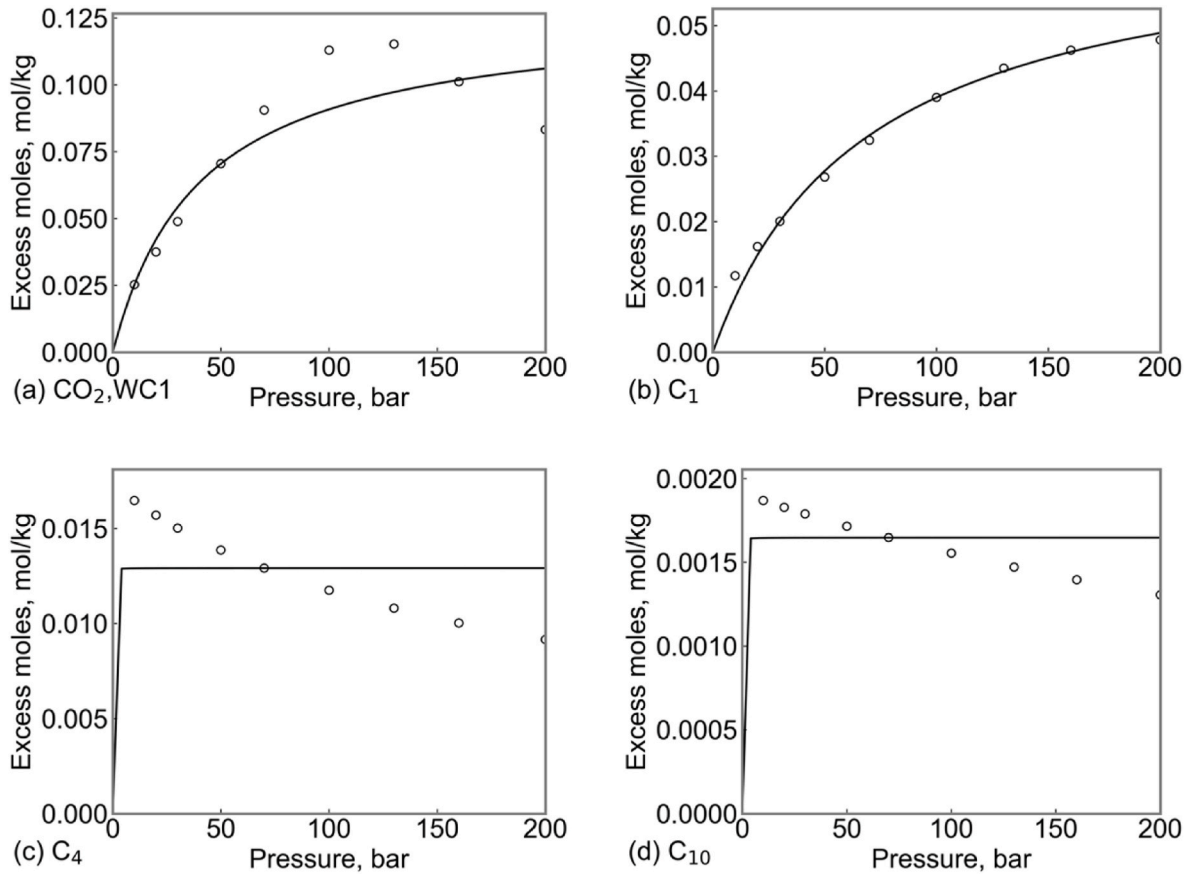 Excess moles, mol/kg
0.125
0.100
0.075
0.050
0.025
0.000
0 50 100 150 200
Pressure, bar
(a) CO₂,WC1
Excess moles, mol/kg
0.05
0.04
0.03
0.02
0.01
0.00
0 50 100 150 200
Pressure, bar
(b) C₁
Excess moles, mol/kg
0.015
0.010
0.005
0.000
0 50 100 150 200
Pressure, bar
(c) C₄
Excess moles, mol/kg
0.0020
0.0015
0.0010
0.0005
0.0000
0 50 100 150 200
Pressure, bar
(d) C₁₀